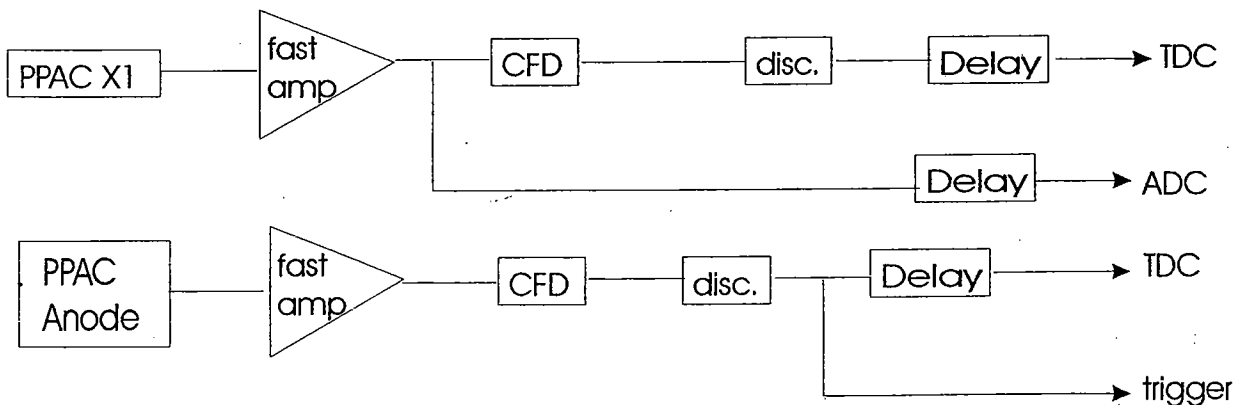 PPAC X1
fast
amp
CFD
disc.
Delay
TDC
Delay
ADC
PPAC
Anode
fast
amp
CFD
disc.
Delay
TDC
trigger